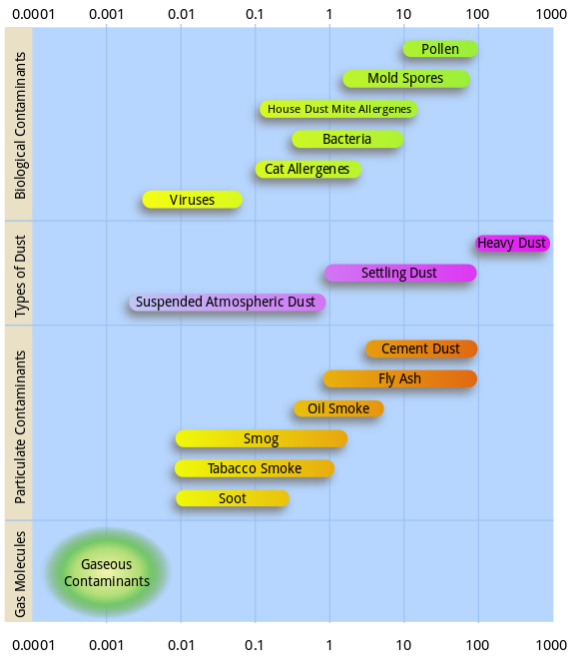 0.0001 0.001 0.01 0.1 1 10 100 1000
Biological Contaminants
Pollen
Mold Spores
House Dust Mite Allergenes
Bacteria
Cat Allergenes
Viruses
Types of Dust
Heavy Dust
Settling Dust
Suspended Atmospheric Dust
Particulate Contaminants
Cement Dust
Fly Ash
Oil Smoke
Smog
Tabacco Smoke
Soot
Gas Molecules
Gaseous
Contaminants
0.0001 0.001 0.01 0.1 1 10 100 1000